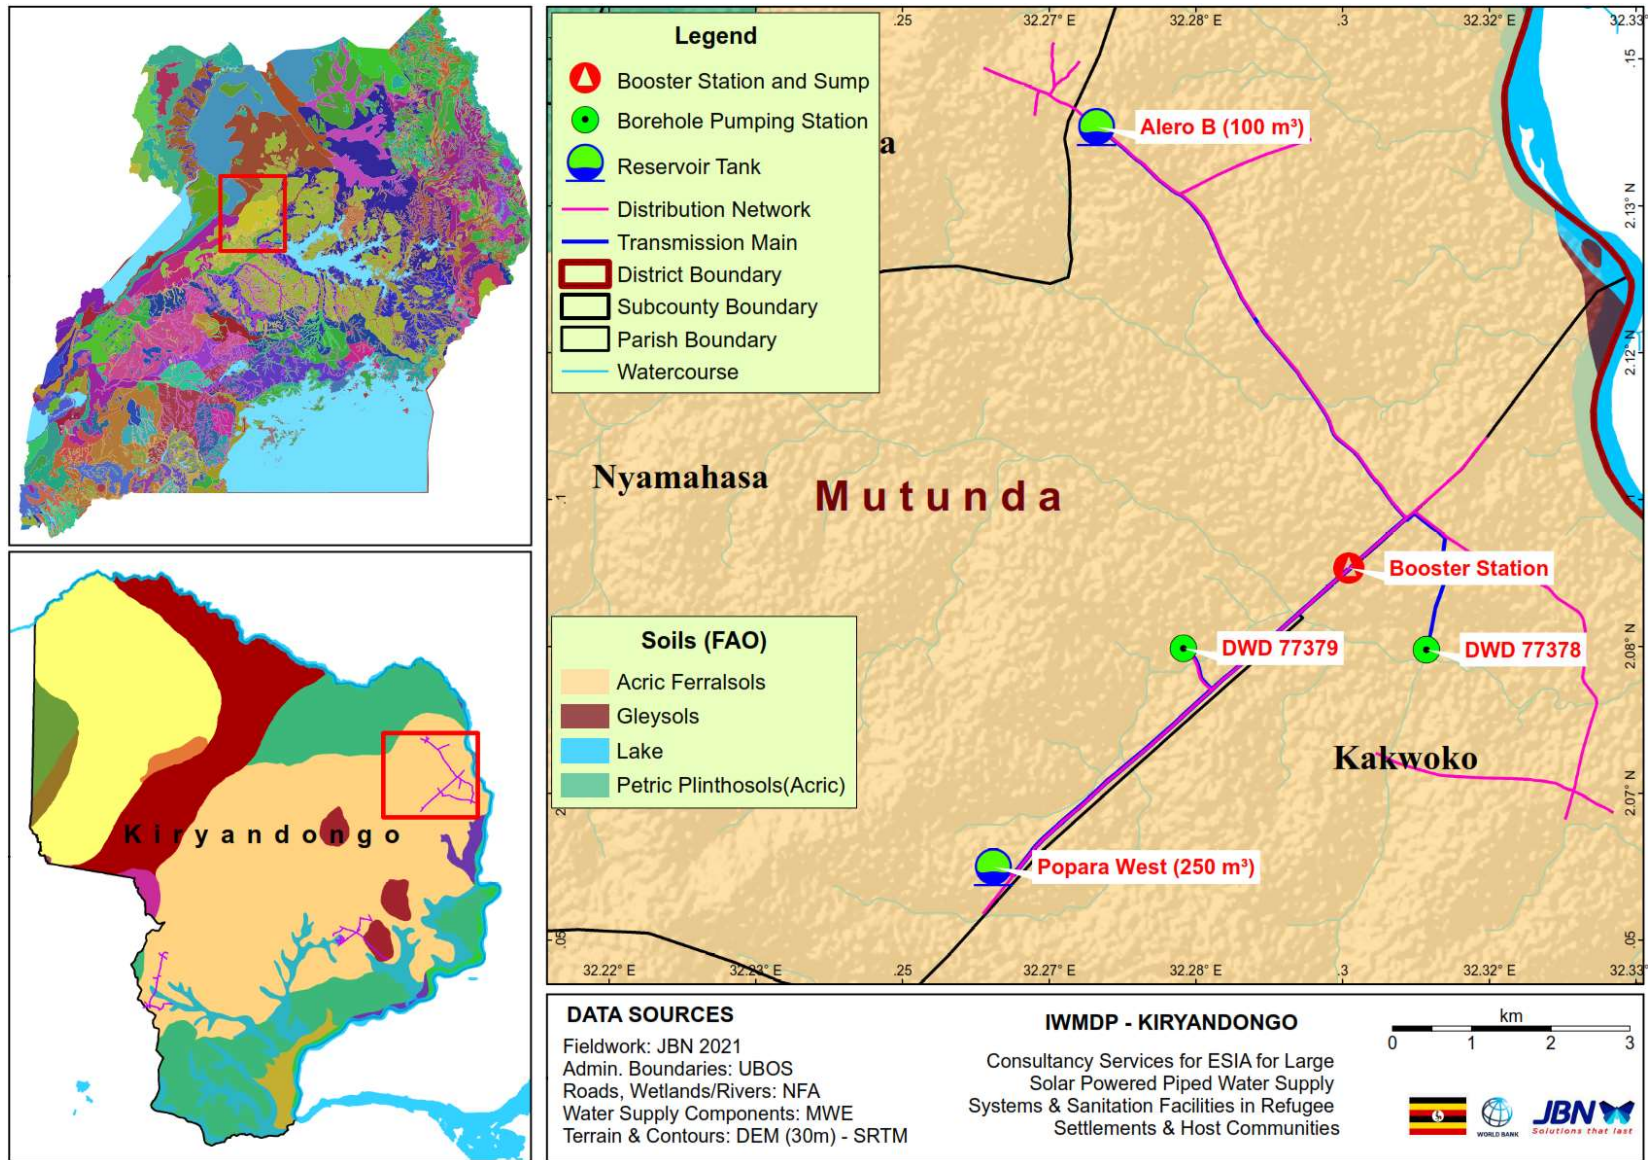 Legend
Booster Station and Sump
Borehole Pumping Station
Reservoir Tank
Distribution Network
Transmission Main
District Boundary
Subcounty Boundary
Parish Boundary
Watercourse
.25
32.27° E
32.28° E
.3
32.32° E
32.33°
.15
2.13° N
2.12° N
.1
2.08° N
2.07° N
.05
a
Alero B (100 m³)
Nyamahasa
Mutunda
Booster Station
DWD 77379
DWD 77378
Kakwoko
Popara West (250 m³)
Soils (FAO)
Acric Ferralsols
Gleysols
Lake
Petric Plinthosols(Acric)
.1
2
.05
32.22° E
32.23° E
.25
32.27° E
32.28° E
.3
32.32° E
32.33°
Kiryandongo
DATA SOURCES
Fieldwork: JBN 2021
Admin. Boundaries: UBOS
Roads, Wetlands/Rivers: NFA
Water Supply Components: MWE
Terrain & Contours: DEM (30m) - SRTM
IWMDP - KIRYANDONGO
Consultancy Services for ESIA for Large
Solar Powered Piped Water Supply
Systems & Sanitation Facilities in Refugee
Settlements & Host Communities
km
0 1 2 3
WORLD BANK
JBN
Solutions that last